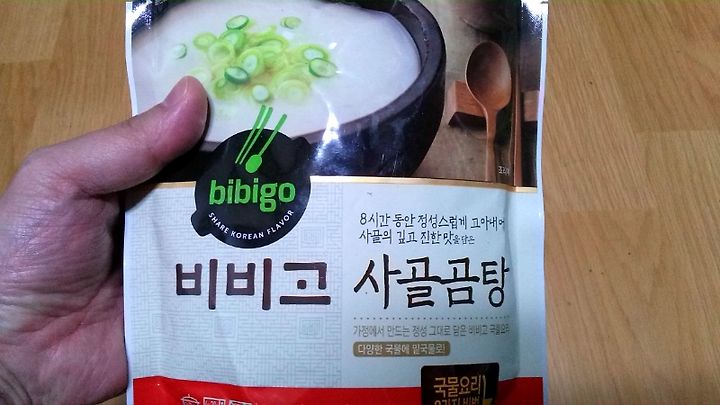 bibigo
SHARE KOREAN FLAVOR
8시간 동안 정성스럽게 고아내어
사골의 깊고 진한 맛을 담은
비비고 사골곰탕
가정에서 만드는 정성 그대로 담은 비비고 국물요리
다양한 국물에 밑국물로!
국물요리